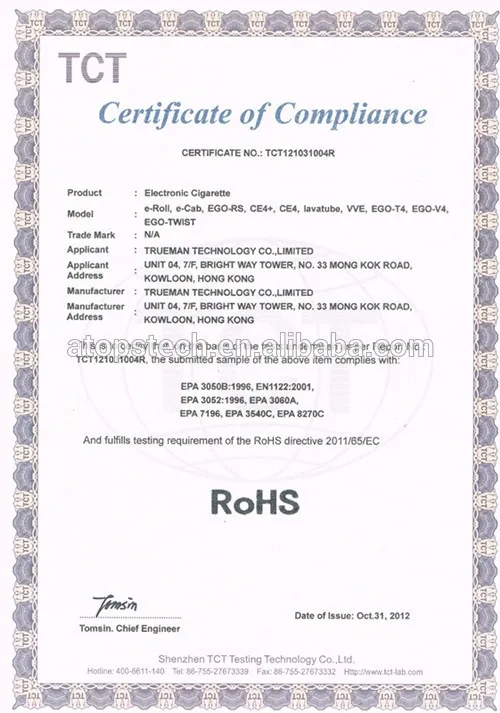 TCT
Certificate of Compliance
CERTIFICATE NO.: TCT121031004R
Product : Electronic Cigarette
Model : e-Roll, e-Cab, EGO-RS, CE4+, CE4, lavatube, VVE, EGO-T4, EGO-V4,
EGO-TWIST
Trade Mark : N/A
Applicant : TRUEMAN TECHNOLOGY CO.,LIMITED
Applicant Address : UNIT 04, 7/F, BRIGHT WAY TOWER, NO. 33 MONG KOK ROAD,
KOWLOON, HONG KONG
Manufacturer : TRUEMAN TECHNOLOGY CO.,LIMITED
Manufacturer Address : UNIT 04, 7/F, BRIGHT WAY TOWER, NO. 33 MONG KOK ROAD,
KOWLOON, HONG KONG
atopstech.en.alibaba.com
TCT121031004R, the submitted sample of the above item complies with:
EPA 3050B:1996, EN1122:2001,
EPA 3052:1996, EPA 3060A,
EPA 7196, EPA 3540C, EPA 8270C
And fulfills testing requirement of the RoHS directive 2011/65/EC
RoHS
Tomsin
Tomsin. Chief Engineer
Date of Issue: Oct.31, 2012
Shenzhen TCT Testing Technology Co.,Ltd.
Hotline: 400-6611-140 Tel: 86-755-27673339 Fax: 86-755-27673332 Http://www.tct-lab.com